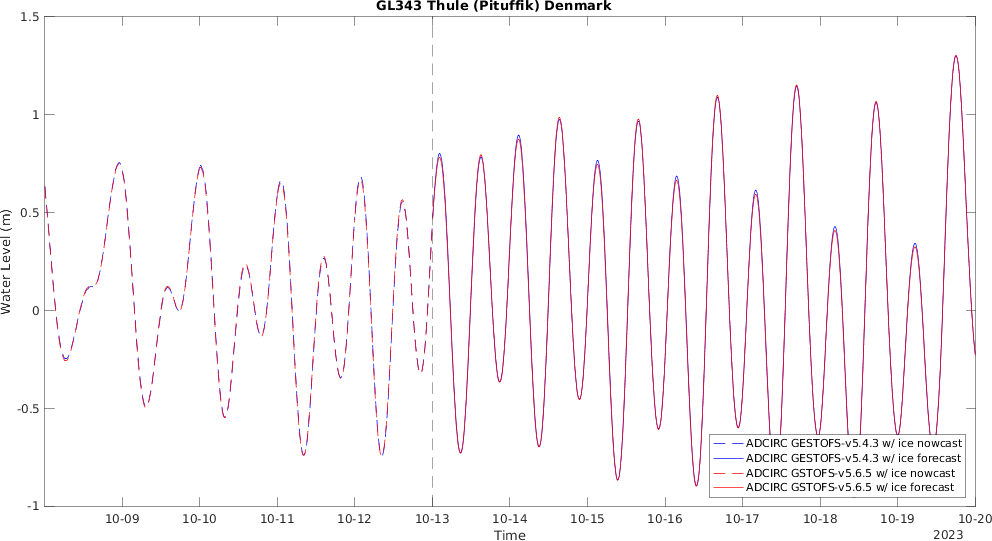 GL343 Thule (Pituffik) Denmark
1.5
1
0.5
0
-0.5
-1
Water Level (m)
10-09 10-10 10-11 10-12 10-13 10-14 10-15 10-16 10-17 10-18 10-19 10-20
Time
2023
ADCIRC GESTOFS-v5.4.3 w/ ice nowcast
ADCIRC GSTOFS-v5.4.3 w/ ice forecast
ADCIRC GSTOFS-v5.6.5 w/ ice nowcast
ADCIRC GESTOFS-v5.6.5 w/ ice forecast